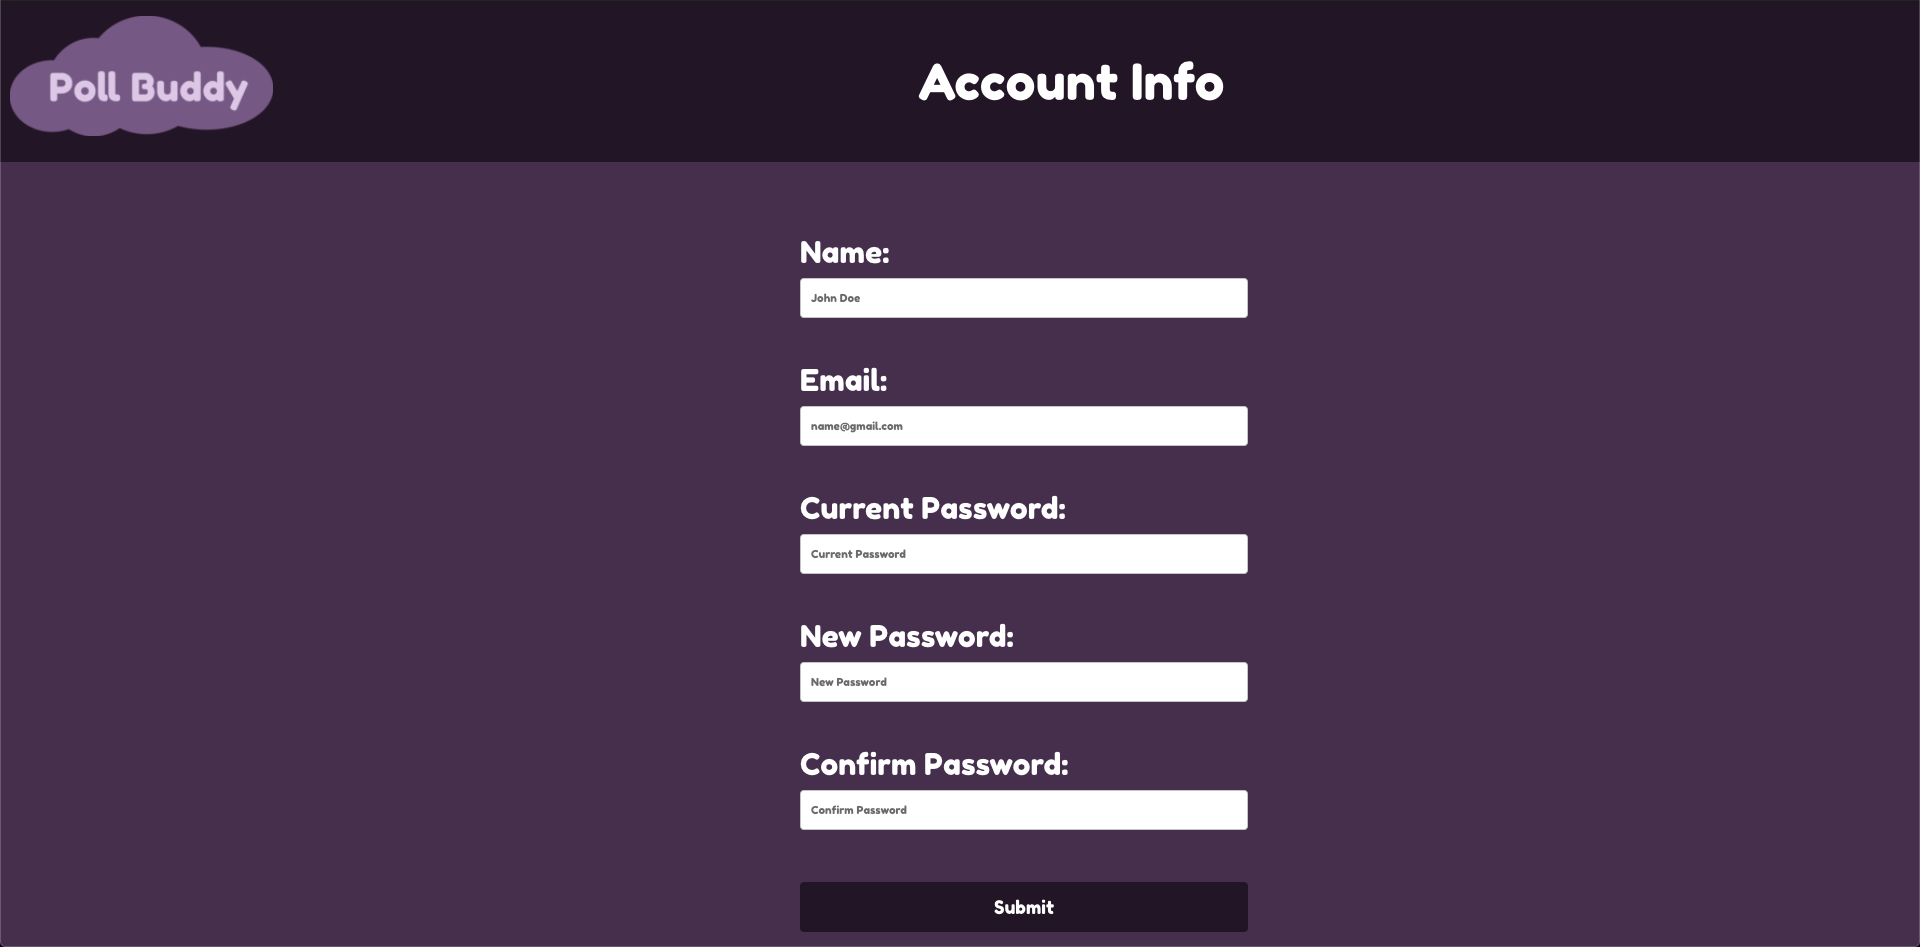 Poll Buddy
Account Info
Name:
John Doe
Email:
name@gmail.com
Current Password:
Current Password
New Password:
New Password
Confirm Password:
Confirm Password
Submit